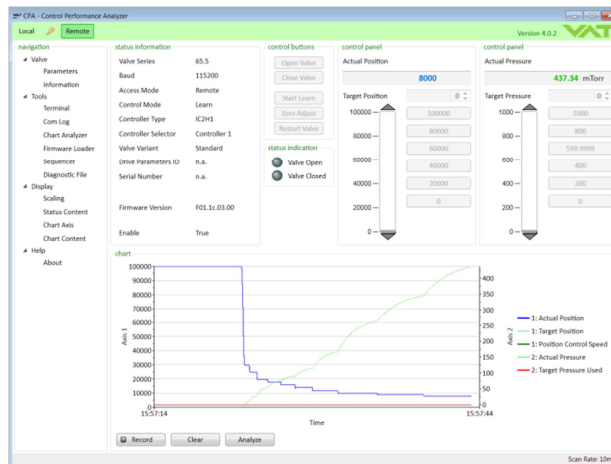 CPA - Control Performance Analyzer
Local Remote Version 4.0.2 VAT
navigation
Valve
Parameters
Information
Tools
Terminal
Com Log
Chart Analyzer
Firmware Loader
Sequencer
Diagnostic File
Display
Scaling
Status Content
Chart Axis
Chart Content
Help
About
status information
Valve Series 65.5
Baud 115200
Access Mode Remote
Control Mode Learn
Controller Type IC2H1
Controller Selector Controller 1
Valve Variant Standard
Drive Parameters ID n.a.
Serial Number n.a.
Firmware Version F01.1c.03.00
Enable True
control buttons
Open Valve
Close Valve
Start Learn
Zero Adjust
Restart Valve
status indication
Valve Open
Valve Closed
control panel
Actual Position
8000
Target Position 0
100000 100000
80000 80000
60000 60000
40000 40000
20000 20000
0 0
control panel
Actual Pressure
437.34 mTorr
Target Pressure 0
1000 1000
800 800
600 599.9999
400 400
200 200
0 0
chart
100000
90000
80000
70000
60000
50000
40000
30000
20000
10000
0
Axis 1
400
350
300
250
200
150
100
50
0
Axis 2
15:57:14 15:57:44
Time
1: Actual Position
1: Target Position
1: Position Control Speed
2: Actual Pressure
2: Target Pressure Used
Record Clear Analyze
Scan Rate: 10m